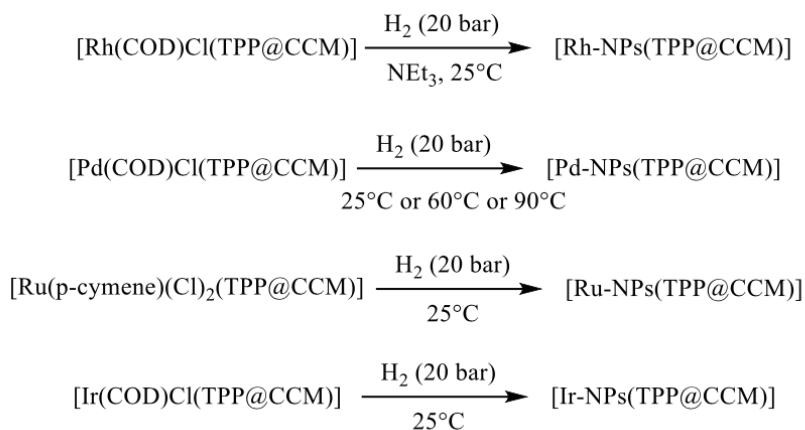 [Rh(COD)Cl(TPP@CCM)] H₂ (20 bar) [Rh-NPs(TPP@CCM)]
NEt₃, 25°C
[Pd(COD)Cl(TPP@CCM)] H₂ (20 bar) [Pd-NPs(TPP@CCM)]
25°C or 60°C or 90°C
[Ru(p-cymene)(Cl)₂(TPP@CCM)] H₂ (20 bar) [Ru-NPs(TPP@CCM)]
25°C
[Ir(COD)Cl(TPP@CCM)] H₂ (20 bar) [Ir-NPs(TPP@CCM)]
25°C